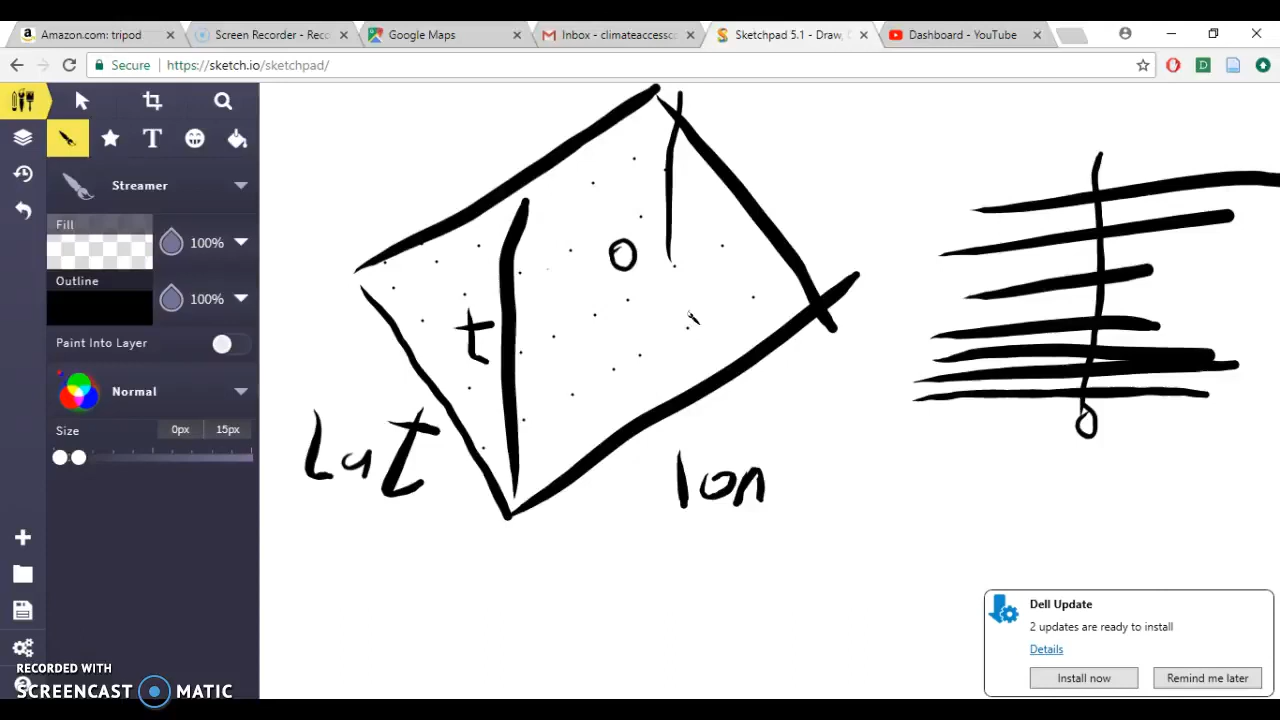 Amazon.com: tripod
Screen Recorder - Reco
Google Maps
Inbox - climateaccessco
Sketchpad 5.1 - Draw,
Dashboard - YouTube
Secure
https://sketch.io/sketchpad/
T
Streamer
Fill
100%
Outline
100%
Paint Into Layer
Normal
Size
0px
15px
t
O
Lat
lon
O
Dell Update
2 updates are ready to install
Details
Install now
Remind me later
RECORDED WITH
SCREENCAST MATIC